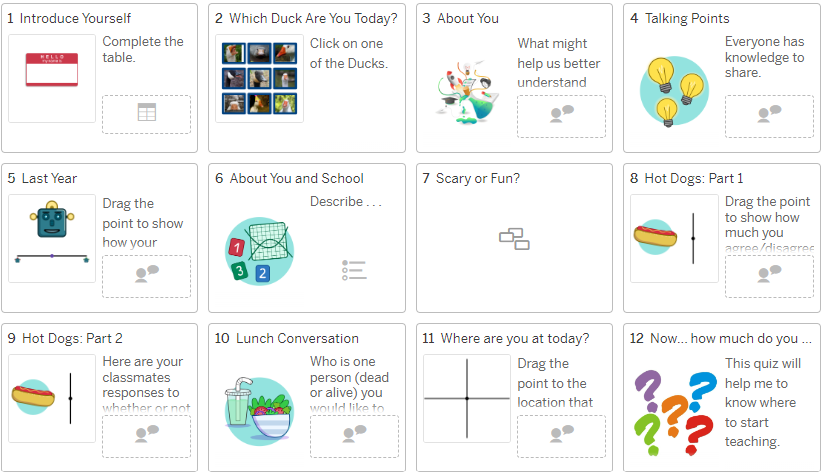 1 Introduce Yourself
HELLO
Complete the
table.
2 Which Duck Are You Today?
Click on one
of the Ducks.
3 About You
What might
help us better
understand
4 Talking Points
Everyone has
knowledge to
share.
5 Last Year
Drag the
point to show
how your
6 About You and School
1
3
2
Describe . . .
7 Scary or Fun?
8 Hot Dogs: Part 1
Drag the point
to show how
much you
agree/disagree
9 Hot Dogs: Part 2
Here are your
classmates
responses to
whether or not
10 Lunch Conversation
Who is one
person (dead
or alive) you
would like to
11 Where are you at today?
Drag the
point to the
location that
12 Now... how much do you ...
This quiz will
help me to
know where
to start
teaching.